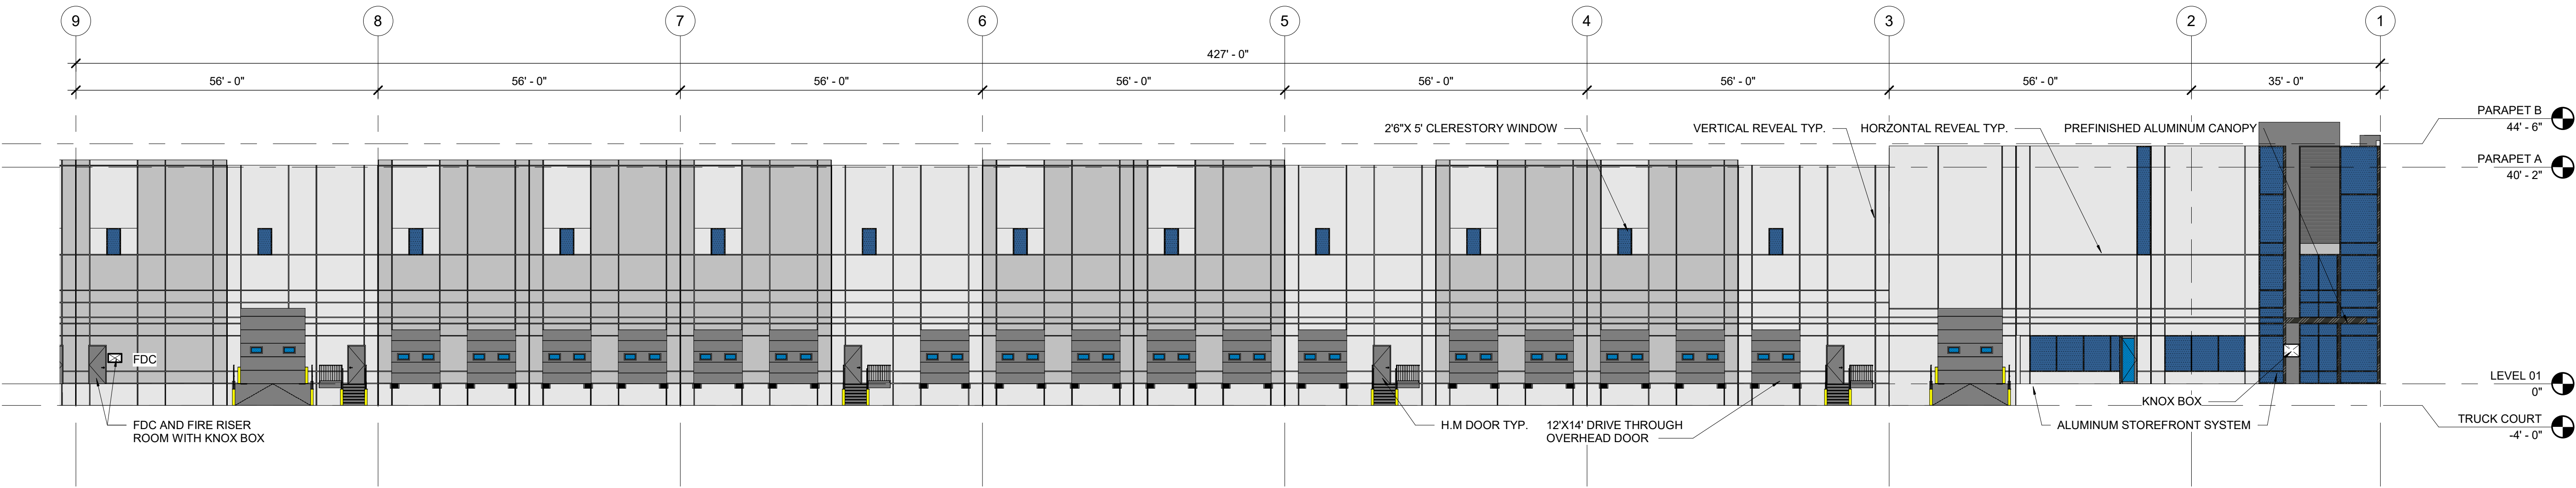 9
8
7
6
5
4
3
2
1
427' - 0"
56' - 0"
56' - 0"
56' - 0"
56' - 0"
56' - 0"
56' - 0"
56' - 0"
35' - 0"
2'6"X 5' CLERESTORY WINDOW
VERTICAL REVEAL TYP.
HORZONTAL REVEAL TYP.
PREFINISHED ALUMINUM CANOPY
PARAPET B
44' - 6"
PARAPET A
40' - 2"
FDC
LEVEL 01
0"
KNOX BOX
FDC AND FIRE RISER
ROOM WITH KNOX BOX
H.M DOOR TYP.
12'X14' DRIVE THROUGH
OVERHEAD DOOR
ALUMINUM STOREFRONT SYSTEM
TRUCK COURT
-4' - 0"